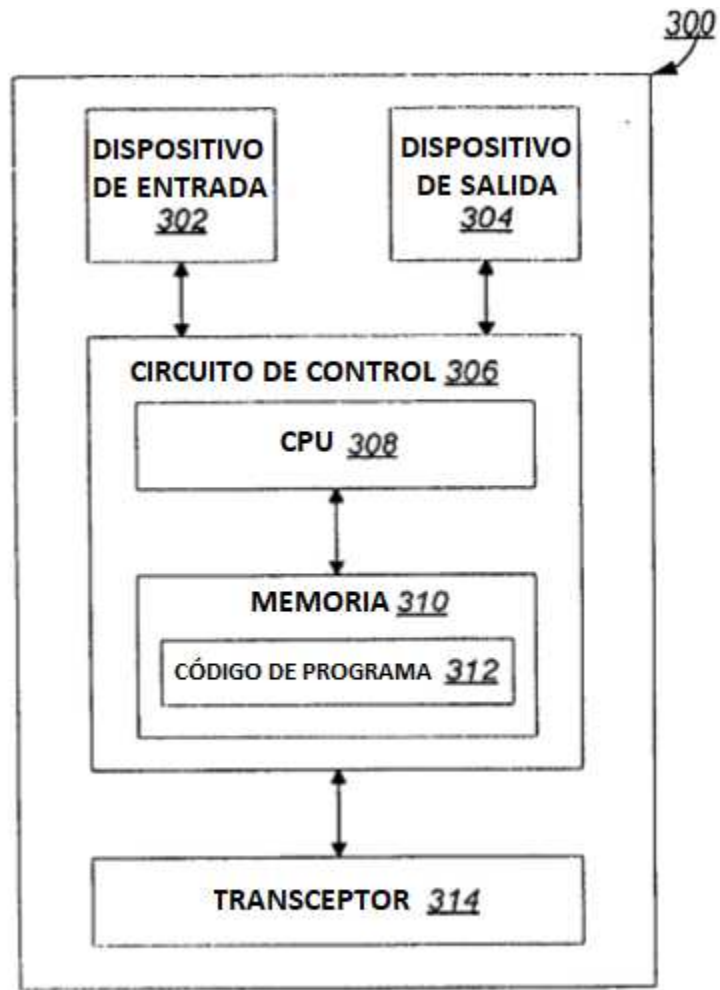 300
DISPOSITIVO
DE ENTRADA
302
DISPOSITIVO
DE SALIDA
304
CIRCUITO DE CONTROL 306
CPU 308
MEMORIA 310
CÓDIGO DE PROGRAMA 312
TRANSCEPTOR 314